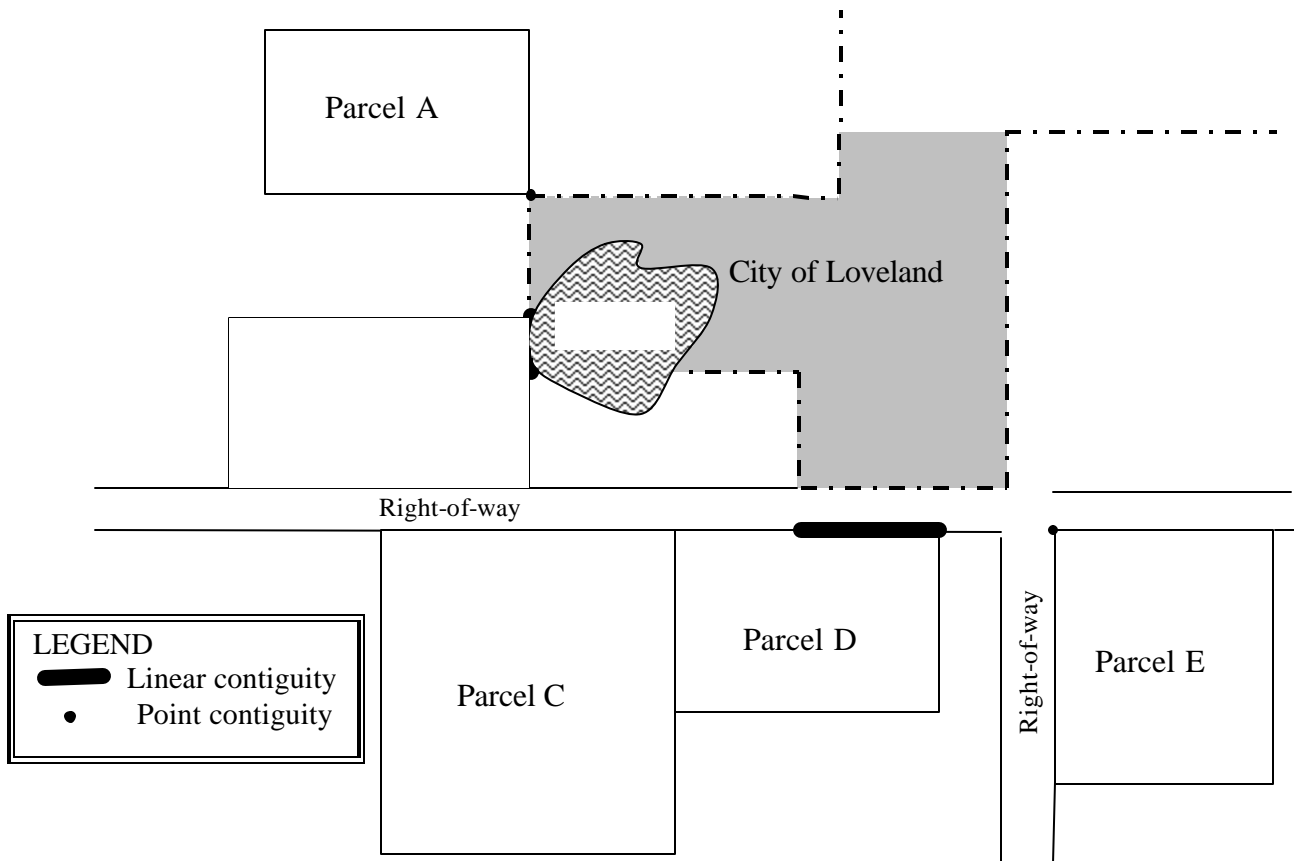 Parcel A
City of Loveland
Right-of-way
Parcel D
Parcel E
Parcel C
Right-of-way
LEGEND
Linear contiguity
Point contiguity